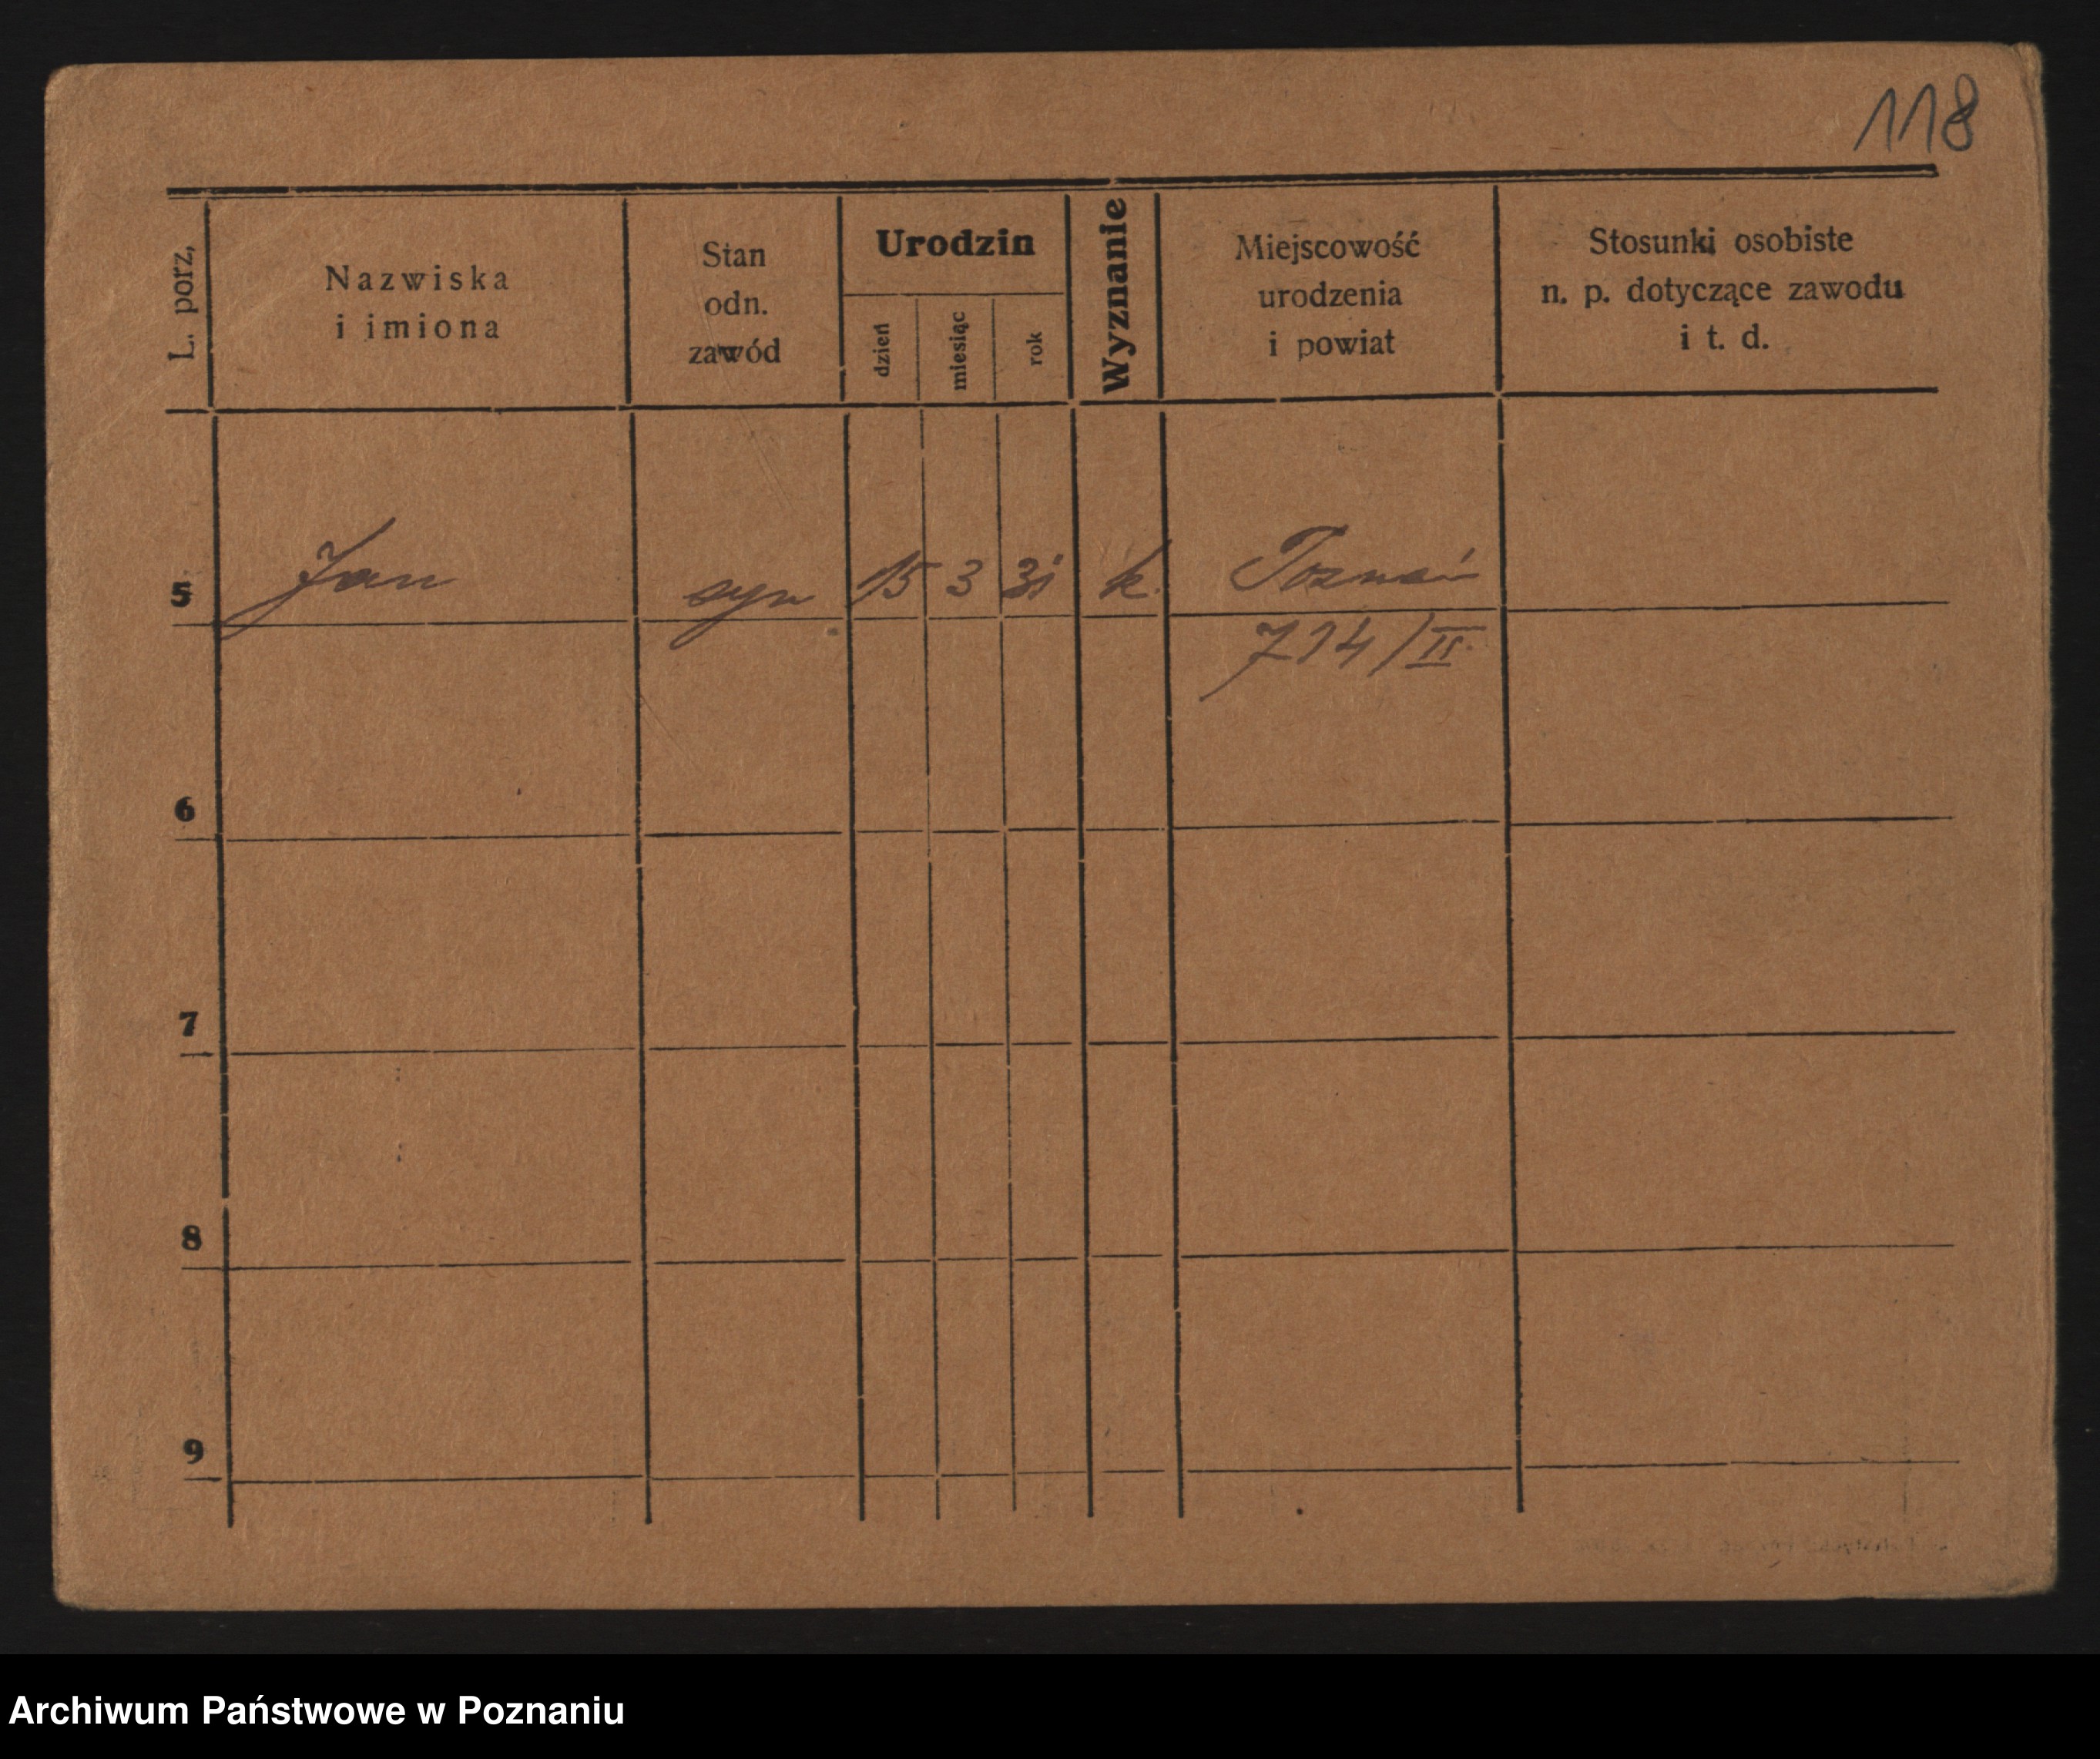 118
L. porz,
Nazwiska
i imiona
Stan
odn.
zawód
Urodzin
dzień
miesiąc
rok
Wyznanie
Miejscowość
urodzenia
i powiat
Stosunki osobiste
n. p. dotyczące zawodu
i t. d.
5 Jan syn 15 3 31 k. Poznań
714/II.
6
7
8
9
Archiwum Państwowe w Poznaniu